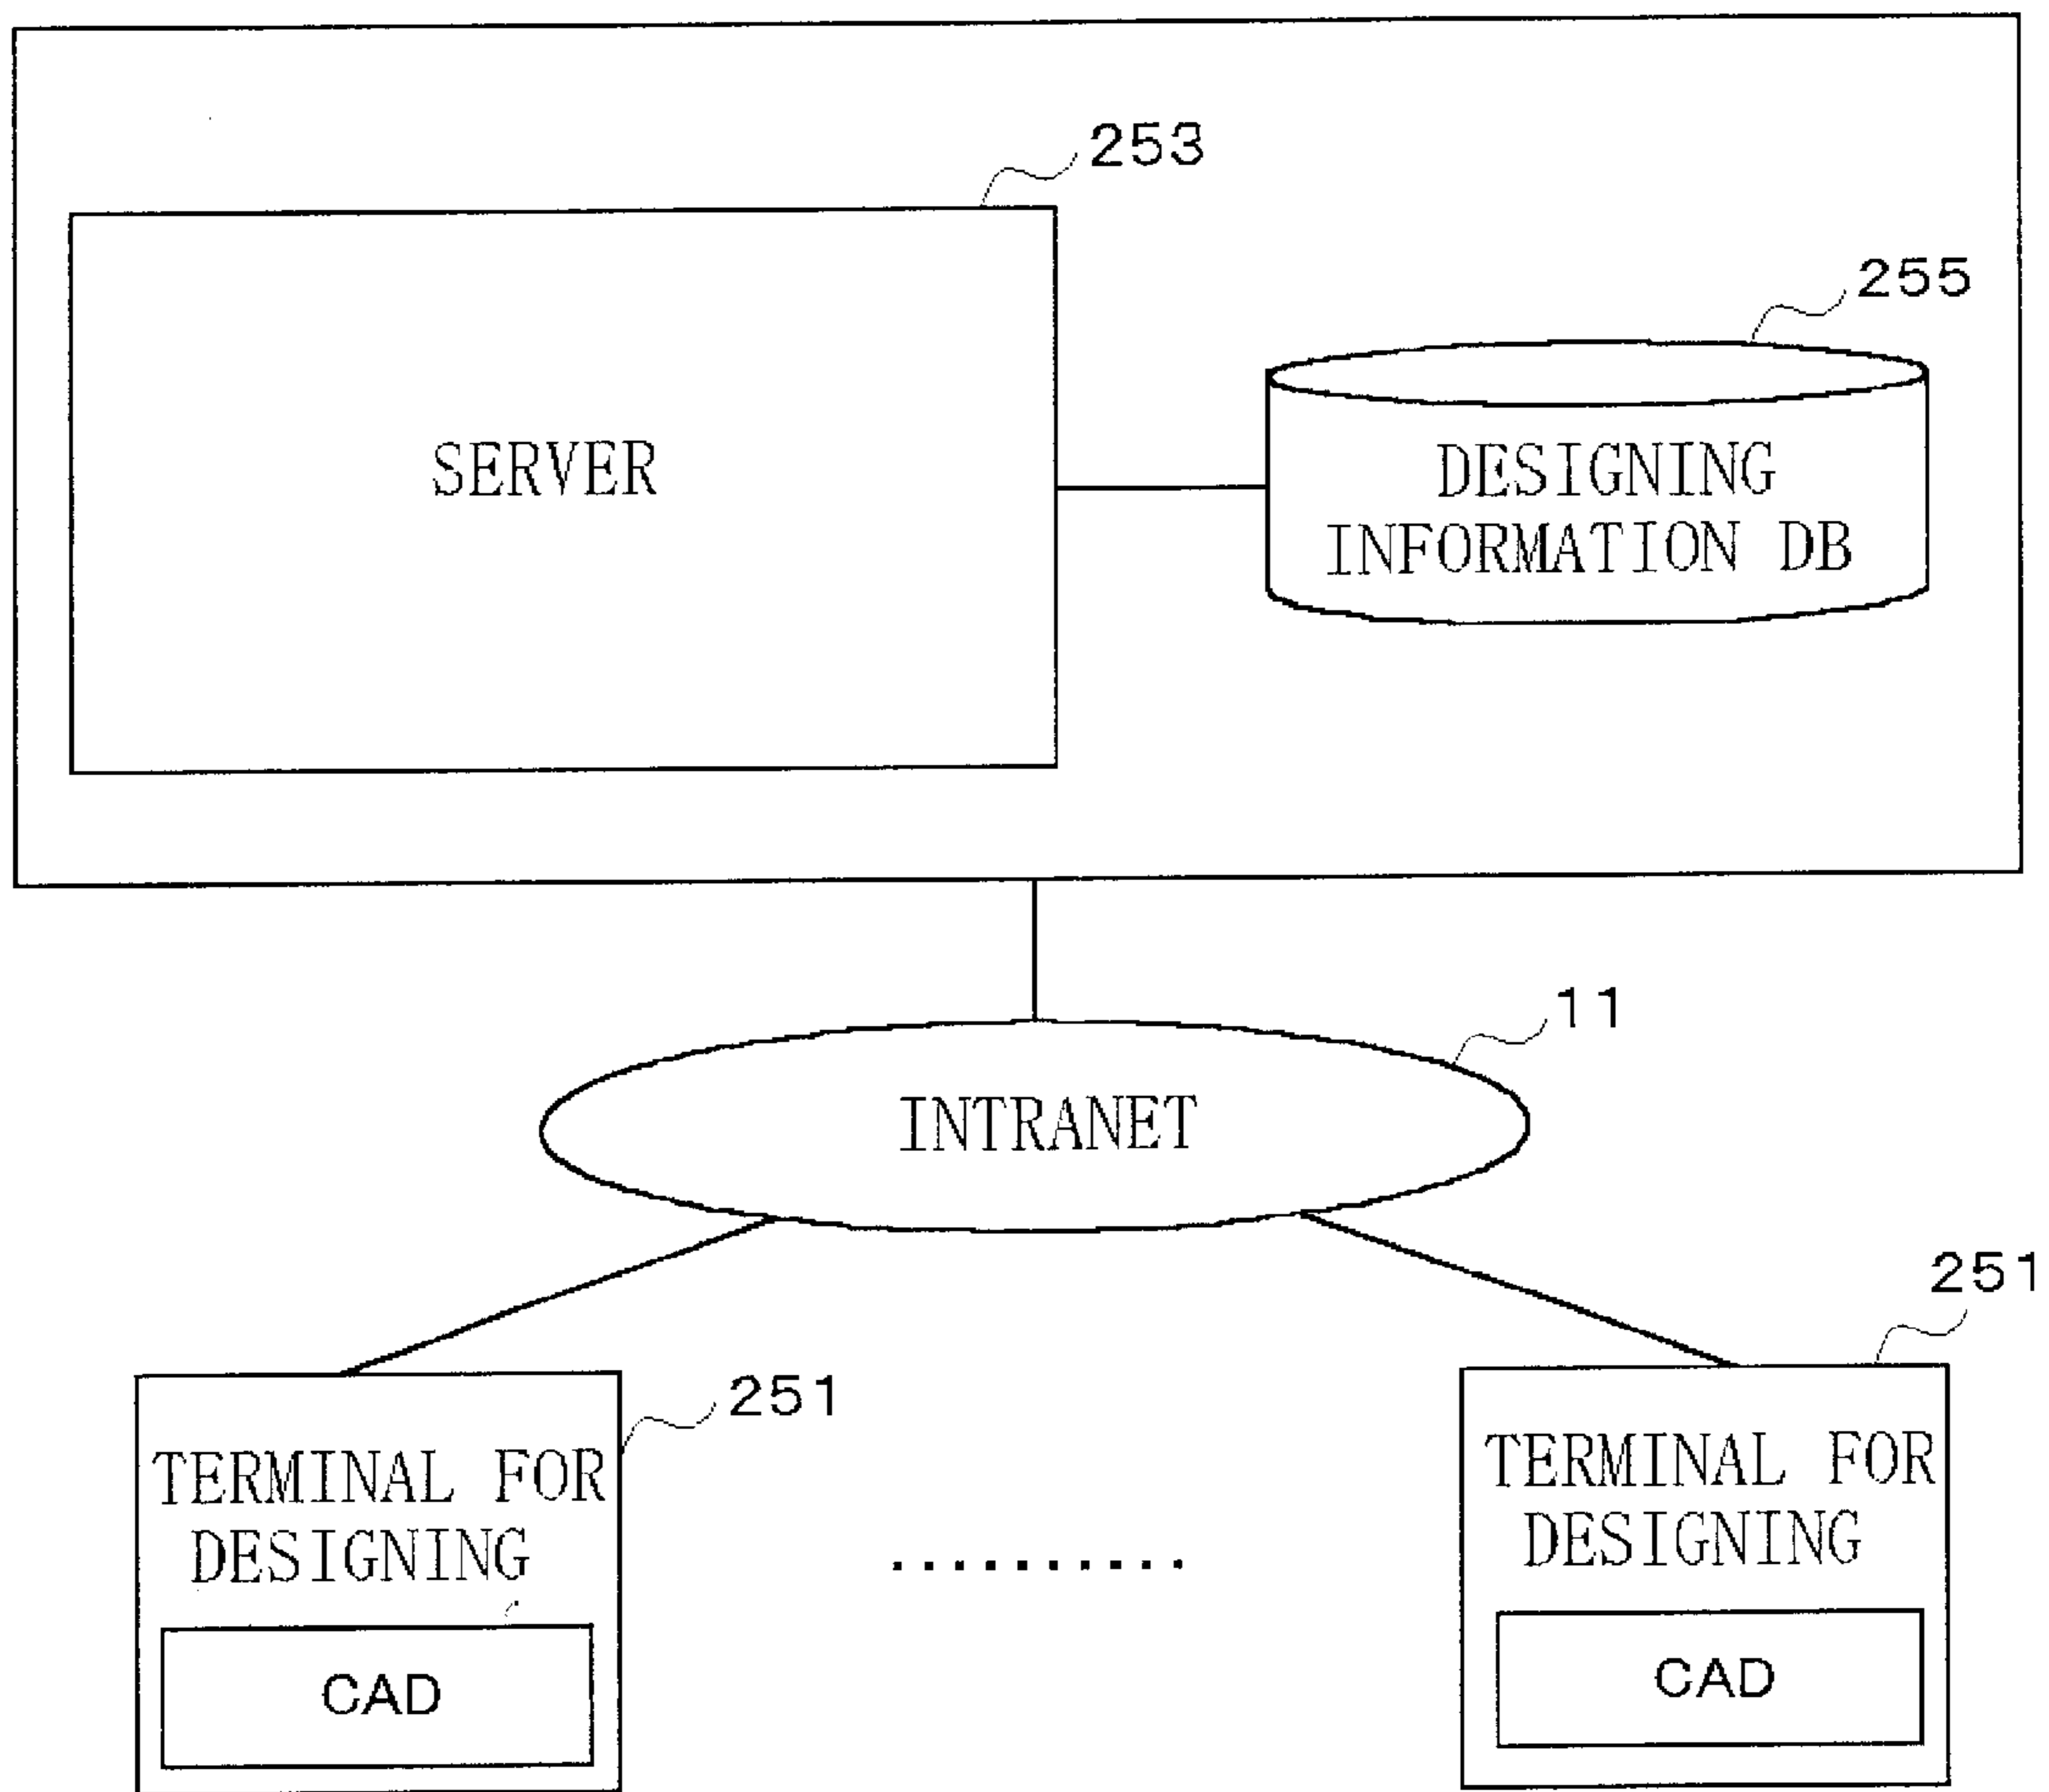 253
255
SERVER
DESIGNING
INFORMATION DB
11
INTRANET
251
251
TERMINAL FOR
DESIGNING
CAD
..........
TERMINAL FOR
DESIGNING
CAD